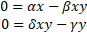 0 = αx − βxy
0 = δxy − γy